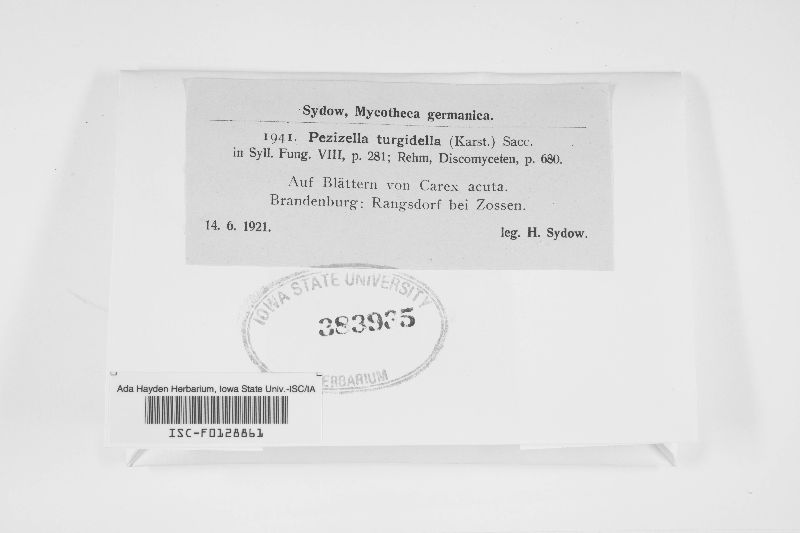 Sydow, Mycotheca germanica.
1941. Pezizella turgidella (Karst.) Sacc.
in Syll. Fung. VIII, p. 281; Rehm, Discomyceten, p. 680.
Auf Blättern von Carex acuta.
Brandenburg: Rangsdorf bei Zossen.
14. 6. 1921. leg. H. Sydow.
IOWA STATE UNIVERSITY
383935
HERBARIUM
Ada Hayden Herbarium, Iowa State Univ.-ISC/IA
ISC-F0128861